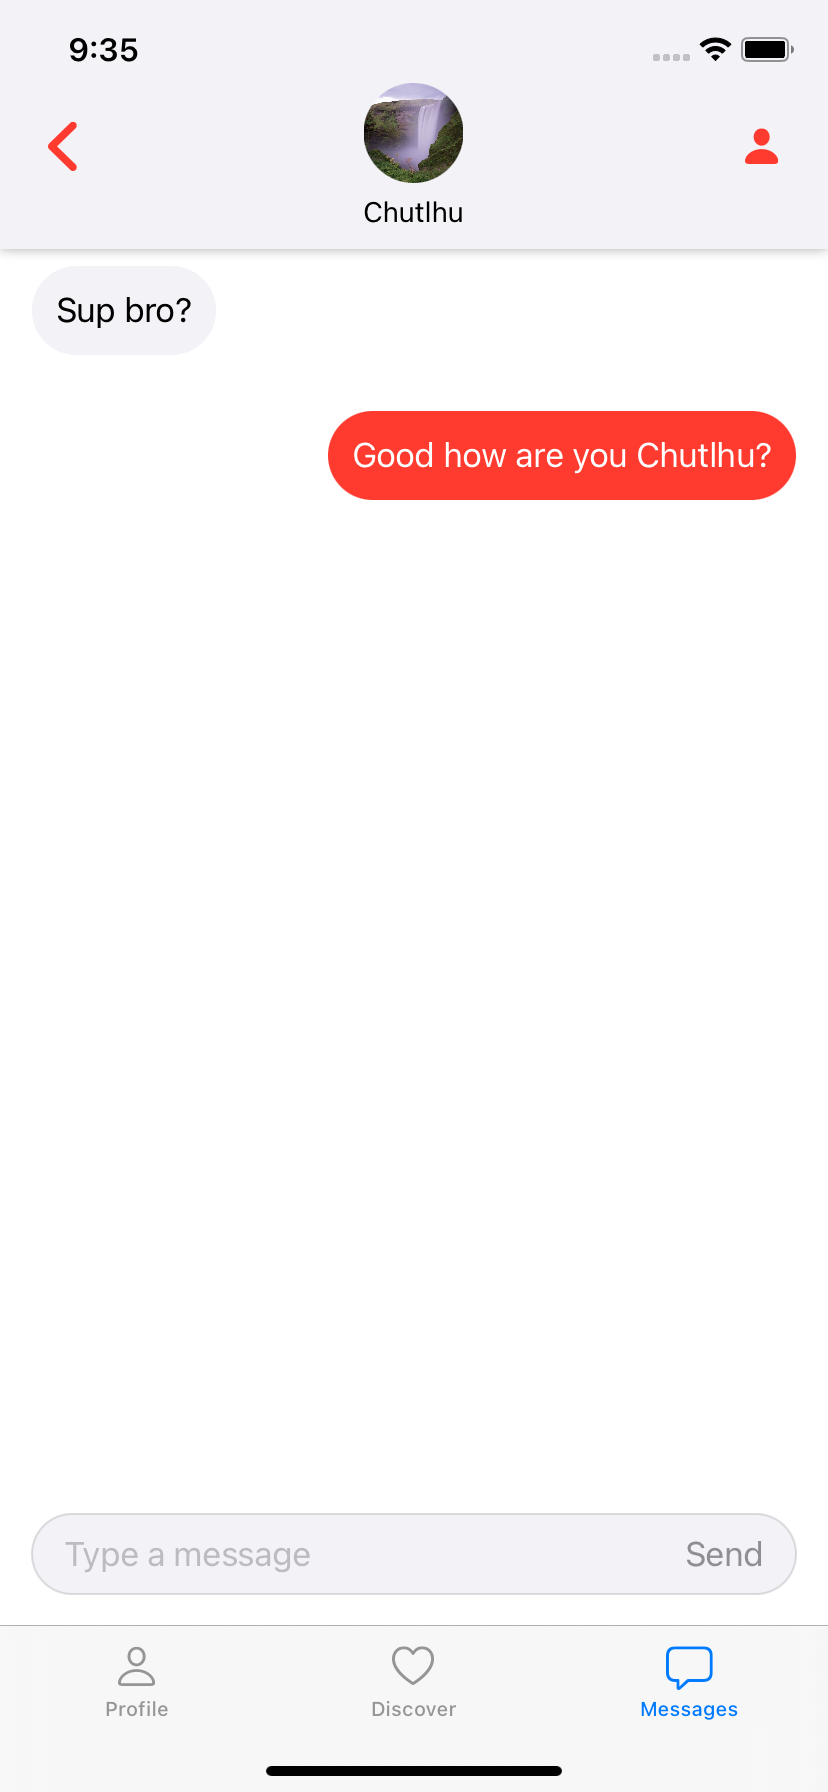 9:35
Chutlhu
Sup bro?
Good how are you Chutlhu?
Type a message
Send
Profile
Discover
Messages